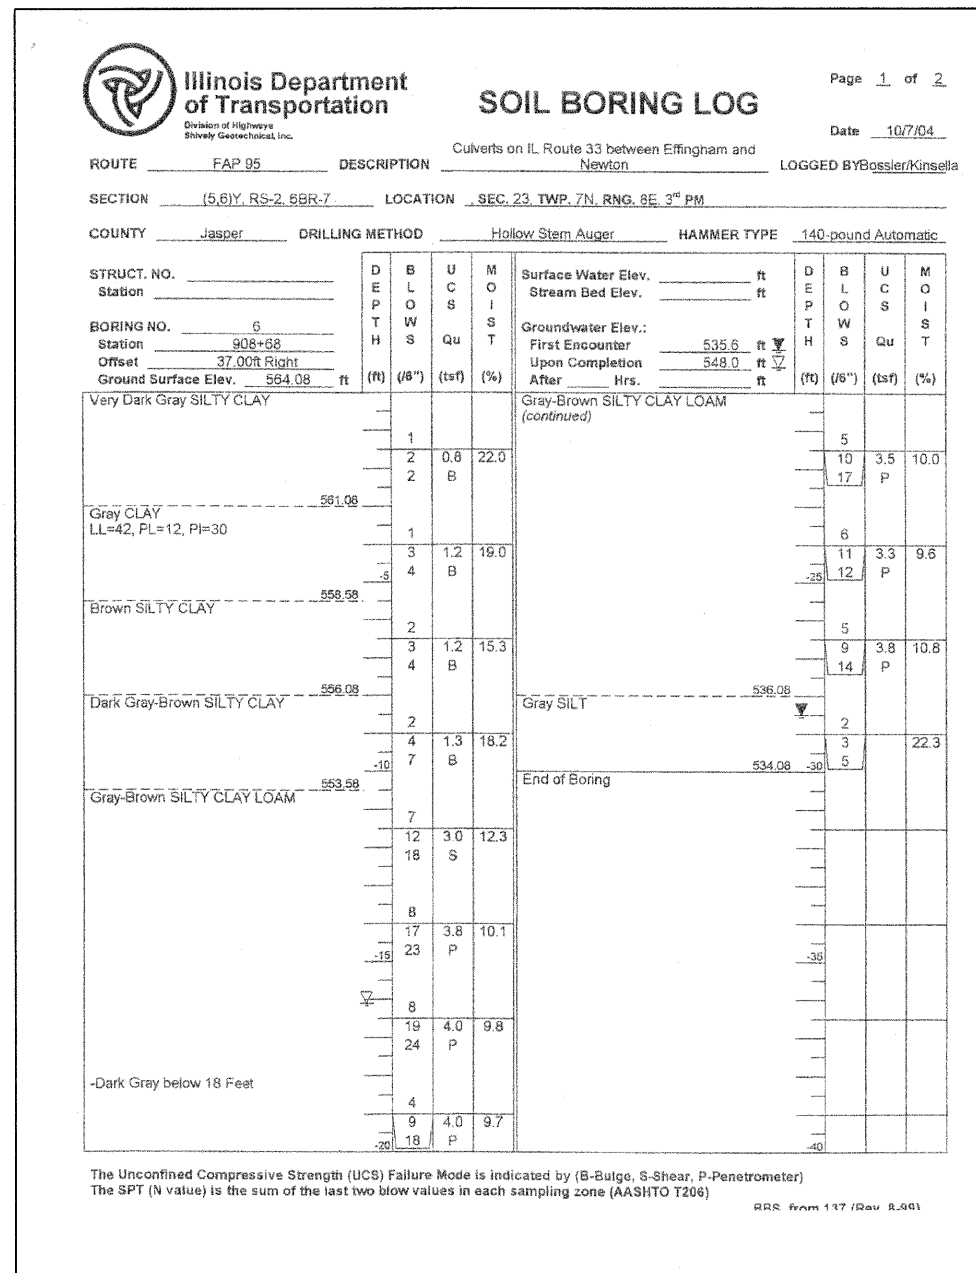 Illinois Department
of Transportation
Division of Highways
Shively Geotechnical, Inc.
SOIL BORING LOG
Page 1 of 2
Date 10/7/04
ROUTE FAP 95 DESCRIPTION Culverts on IL Route 33 between Effingham and
Newton LOGGED BY Bossler/Kinsella
SECTION (5,6)Y, RS-2, 6BR-7 LOCATION , SEC. 23, TWP. 7N, RNG. 8E, 3rd PM
COUNTY Jasper DRILLING METHOD Hollow Stem Auger HAMMER TYPE 140-pound Automatic
STRUCT. NO.
Station
BORING NO. 6
Station 908+68
Offset 37.00ft Right
Ground Surface Elev. 564.08 ft
DEPTH (ft)
BLOWS (/6")
UCS Qu (tsf)
MOIST (%)
Surface Water Elev. ft
Stream Bed Elev. ft
Groundwater Elev.:
First Encounter 535.6 ft
Upon Completion 548.0 ft
After Hrs. ft
DEPTH (ft)
BLOWS (/6")
UCS Qu (tsf)
MOIST (%)
Very Dark Gray SILTY CLAY
1
2 0.8 22.0
2 B
561.08
Gray CLAY
LL=42, PL=12, PI=30
1
3 1.2 19.0
-5 4 B
558.58
Brown SILTY CLAY
2
3 1.2 15.3
4 B
556.08
Dark Gray-Brown SILTY CLAY
2
4 1.3 18.2
-10 7 B
553.58
Gray-Brown SILTY CLAY LOAM
7
12 3.0 12.3
18 S
8
17 3.8 10.1
-15 23 P
8
19 4.0 9.8
24 P
-Dark Gray below 18 Feet
4
9 4.0 9.7
-20 18 P
Gray-Brown SILTY CLAY LOAM
(continued)
5
10 3.5 10.0
17 P
6
11 3.3 9.6
-25 12 P
5
9 3.8 10.8
14 P
536.08
Gray SILT
2
3 22.3
534.08 -30 5
End of Boring
-35
-40
The Unconfined Compressive Strength (UCS) Failure Mode is indicated by (B-Bulge, S-Shear, P-Penetrometer)
The SPT (N value) is the sum of the last two blow values in each sampling zone (AASHTO T206)
BBS, from 137 (Rev. 8-99)